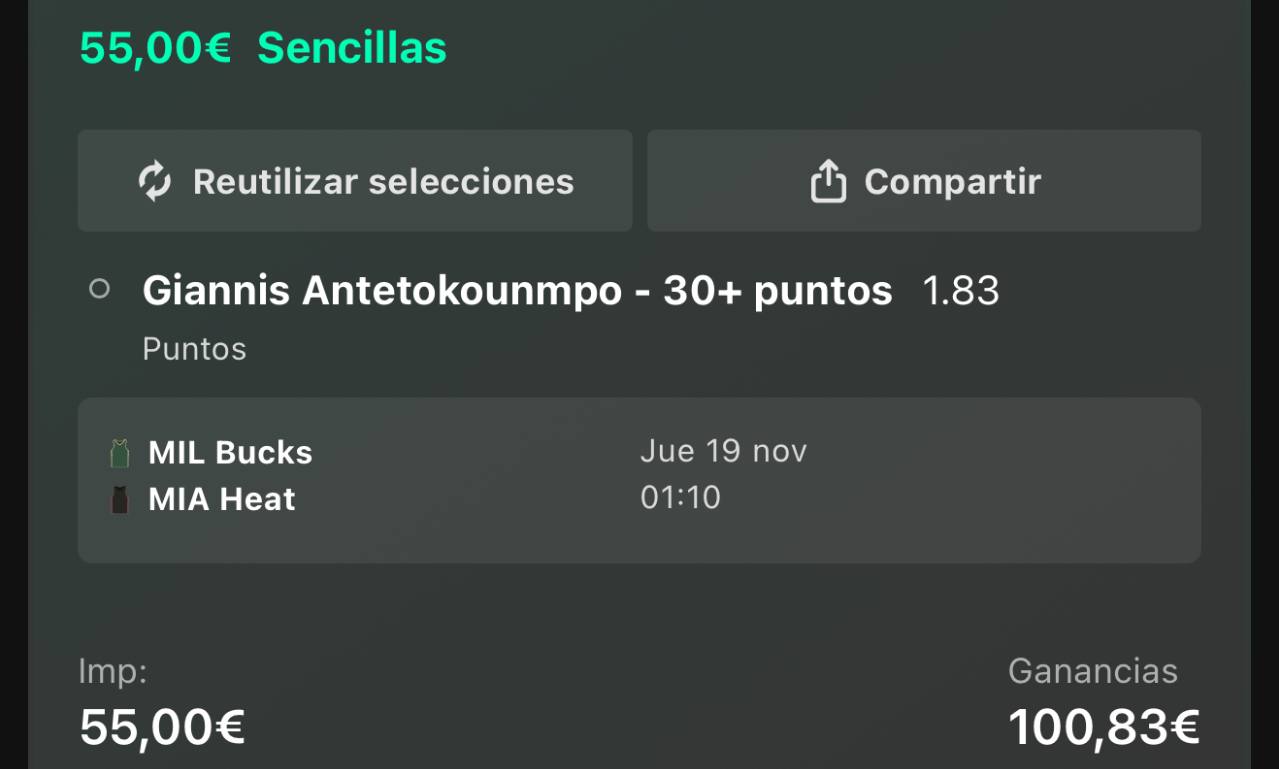 55,00€ Sencillas
Reutilizar selecciones
Compartir
Giannis Antetokounmpo - 30+ puntos 1.83
Puntos
MIL Bucks
Jue 19 nov
MIA Heat
01:10
Imp:
Ganancias
55,00€
100,83€